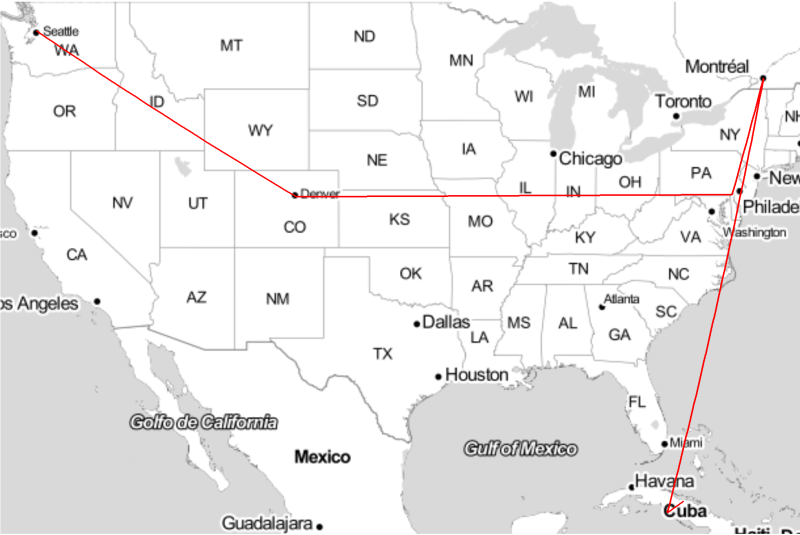 Seattle
WA
MT
ND
MN
Montréal
OR
ID
SD
WI
MI
Toronto
NH
WY
NY
IA
Chicago
NE
PA
OH
New
NV
UT
IL
IN
Denver
Philade
CO
KS
MO
VA
Washington
sco
KY
CA
TN
NC
OK
AR
AZ
NM
Atlanta
os Angeles
SC
Dallas
MS
AL
GA
LA
TX
Houston
FL
Golfo de California
Miami
Mexico
Gulf of Mexico
Havana
Cuba
Guadalajara